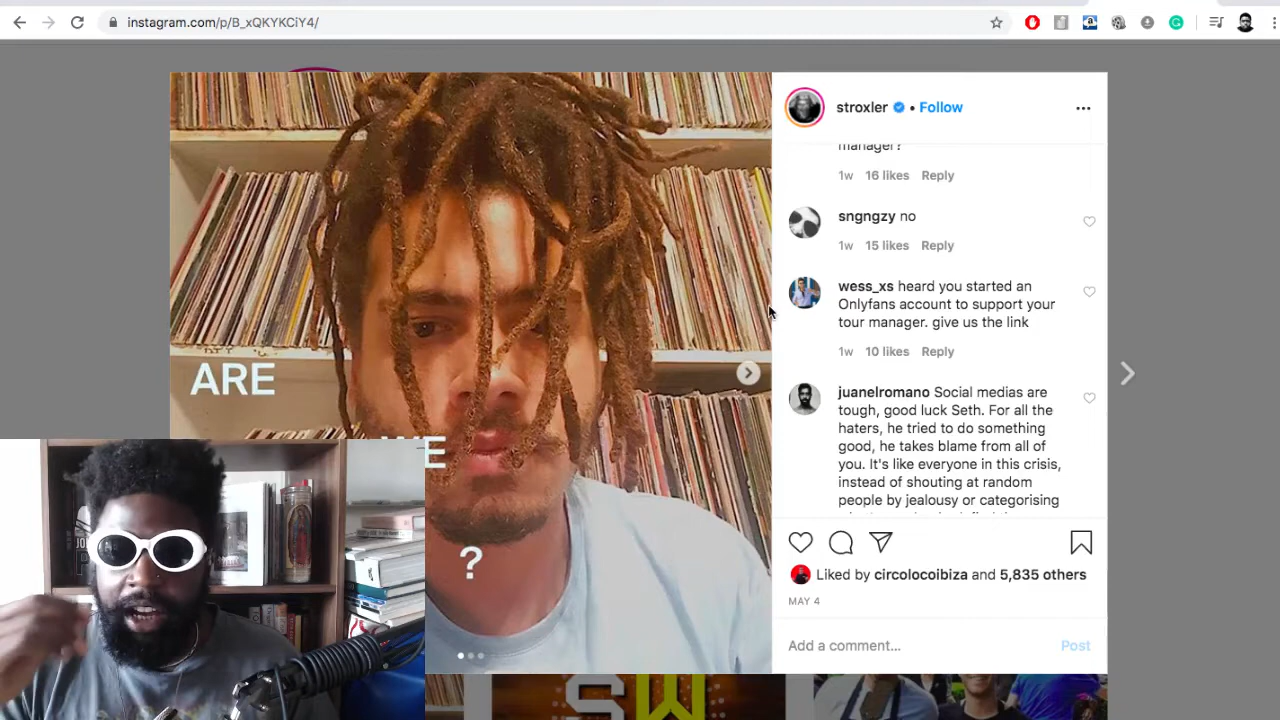 instagram.com/p/B_xQKYKCiY4/
stroxler • Follow
manager?
1w 16 likes Reply
sngngzy no
1w 15 likes Reply
wess_xs heard you started an
Onlyfans account to support your
tour manager. give us the link
1w 10 likes Reply
juanelromano Social medias are
tough, good luck Seth. For all the
haters, he tried to do something
good, he takes blame from all of
you. It's like everyone in this crisis,
instead of shouting at random
people by jealousy or categorising
Liked by circolocoibiza and 5,835 others
MAY 4
Add a comment... Post
ARE
WE
?
SW